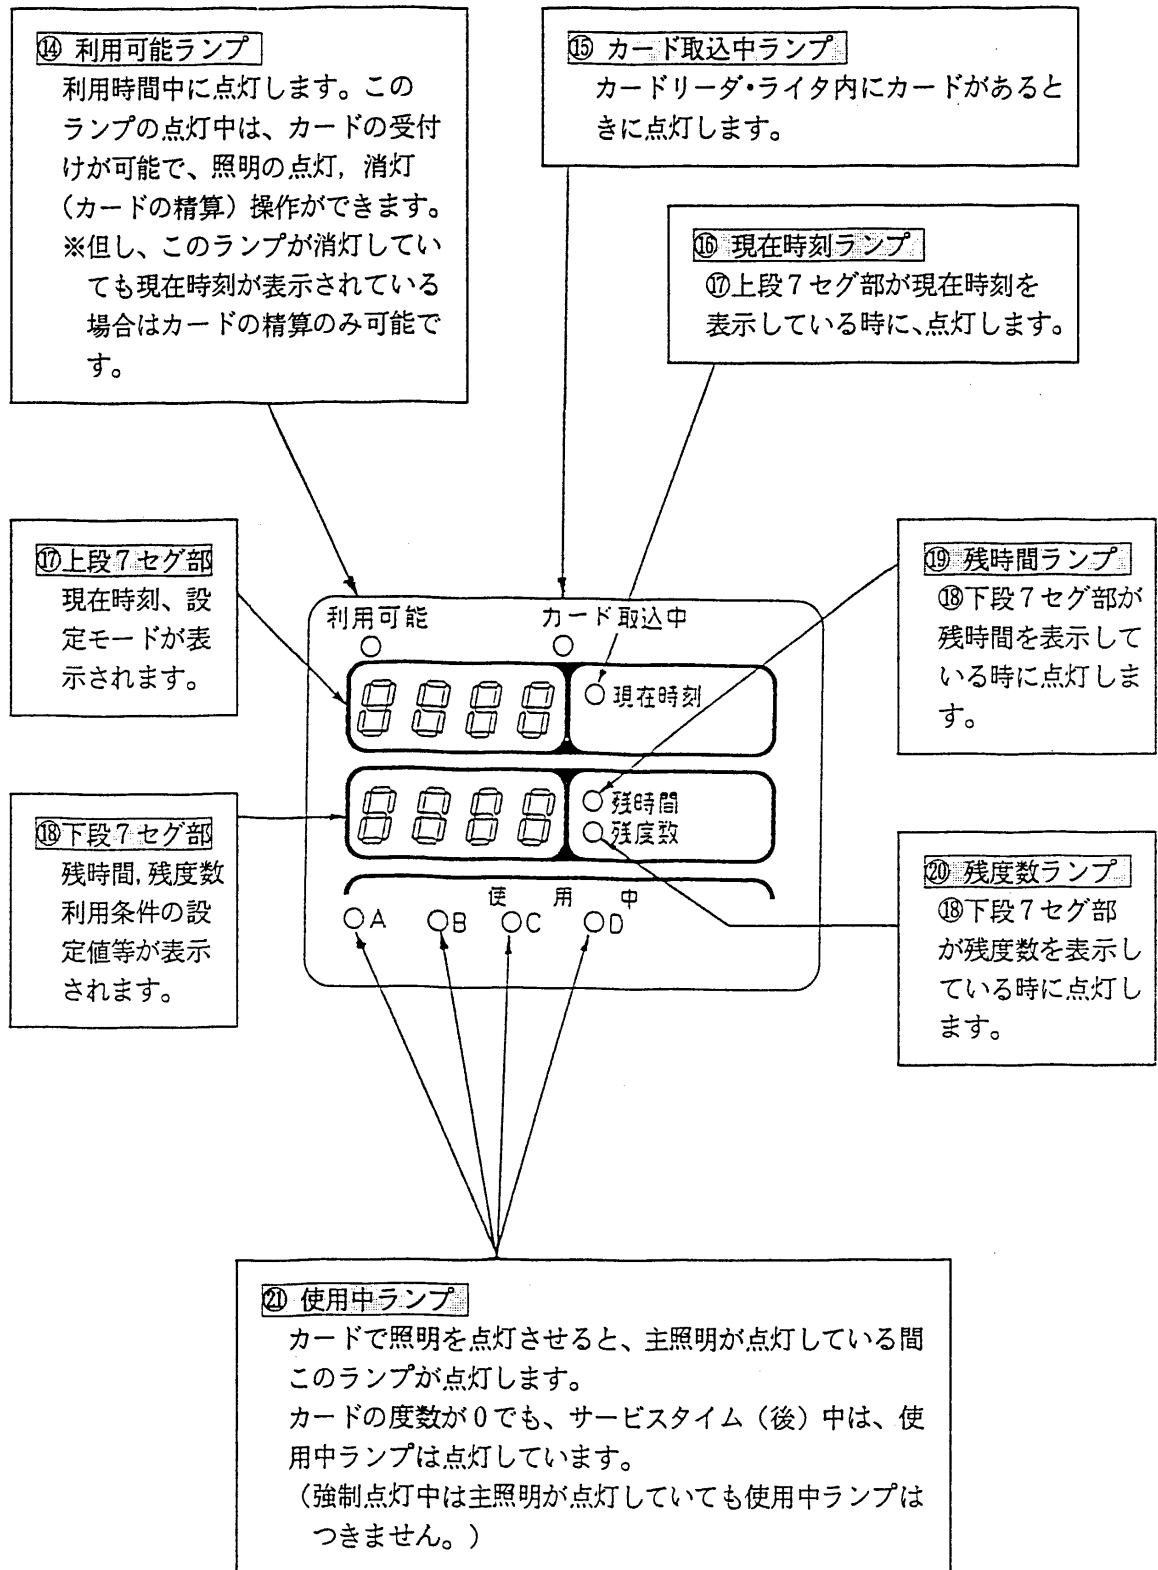 ⑭ 利用可能ランプ
利用時間中に点灯します。この
ランプの点灯中は、カードの受付
けが可能で、照明の点灯,消灯
(カードの精算)操作ができます。
※但し、このランプが消灯してい
ても現在時刻が表示されている
場合はカードの精算のみ可能で
す。
⑮ カード取込中ランプ
カードリーダ・ライタ内にカードがあると
きに点灯します。
⑯ 現在時刻ランプ
⑰上段7セグ部が現在時刻を
表示している時に、点灯します。
⑰上段7セグ部
現在時刻、設
定モードが表
示されます。
⑱下段7セグ部
残時間,残度数
利用条件の設
定値等が表示
されます。
利用可能
カード取込中
8888
現在時刻
8888
残時間
残度数
使用中
A B C D
⑲ 残時間ランプ
⑱下段7セグ部が
残時間を表示して
いる時に点灯しま
す。
⑳ 残度数ランプ
⑱下段7セグ部
が残度数を表示し
ている時に点灯し
ます。
㉑ 使用中ランプ
カードで照明を点灯させると、主照明が点灯している間
このランプが点灯します。
カードの度数が0でも、サービスタイム(後)中は、使
用中ランプは点灯しています。
(強制点灯中は主照明が点灯していても使用中ランプは
つきません。)